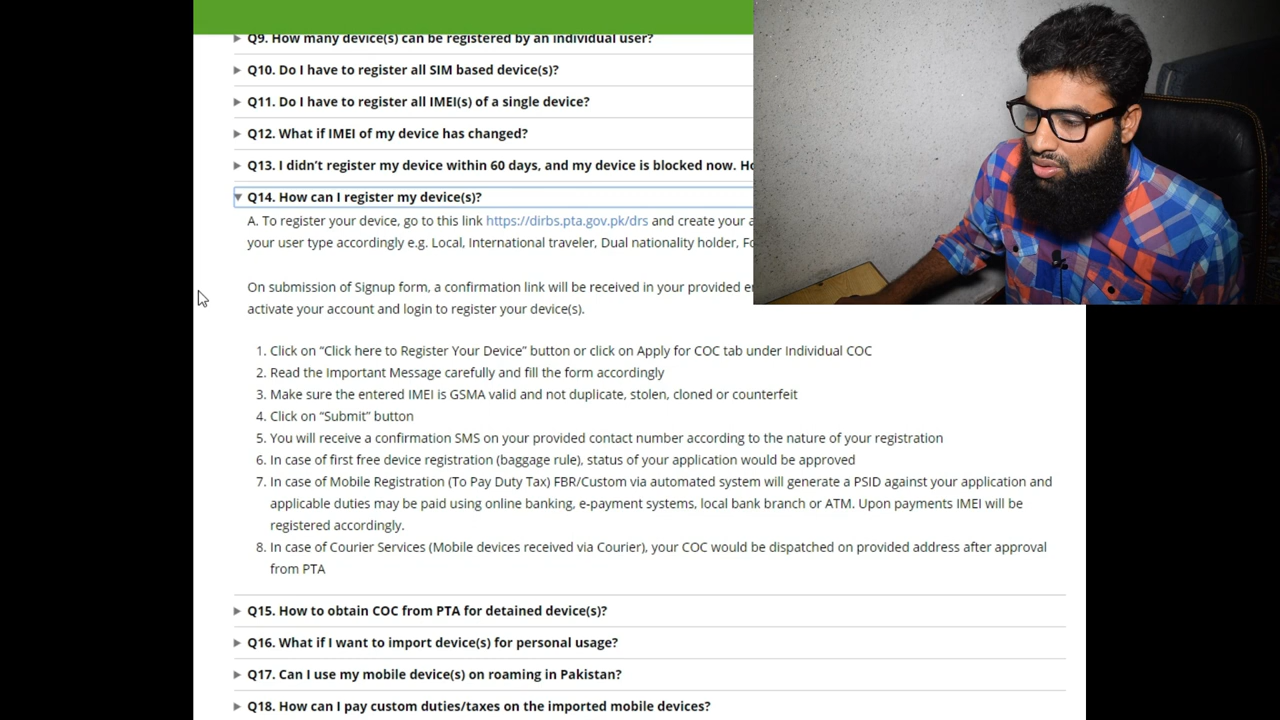 Q9. How many device(s) can be registered by an individual user?
Q10. Do I have to register all SIM based device(s)?
Q11. Do I have to register all IMEI(s) of a single device?
Q12. What if IMEI of my device has changed?
Q13. I didn't register my device within 60 days, and my device is blocked now.
Q14. How can I register my device(s)?
A. To register your device, go to this link https://dirbs.pta.gov.pk/drs and create your
your user type accordingly e.g. Local, International traveler, Dual nationality holder,
On submission of Signup form, a confirmation link will be received in your provided
activate your account and login to register your device(s).
1. Click on “Click here to Register Your Device” button or click on Apply for COC tab under Individual COC
2. Read the Important Message carefully and fill the form accordingly
3. Make sure the entered IMEI is GSMA valid and not duplicate, stolen, cloned or counterfeit
4. Click on “Submit” button
5. You will receive a confirmation SMS on your provided contact number according to the nature of your registration
6. In case of first free device registration (baggage rule), status of your application would be approved
7. In case of Mobile Registration (To Pay Duty Tax) FBR/Custom via automated system will generate a PSID against your application and
applicable duties may be paid using online banking, e-payment systems, local bank branch or ATM. Upon payments IMEI will be
registered accordingly.
8. In case of Courier Services (Mobile devices received via Courier), your COC would be dispatched on provided address after approval
from PTA
Q15. How to obtain COC from PTA for detained device(s)?
Q16. What if I want to import device(s) for personal usage?
Q17. Can I use my mobile device(s) on roaming in Pakistan?
Q18. How can I pay custom duties/taxes on the imported mobile devices?